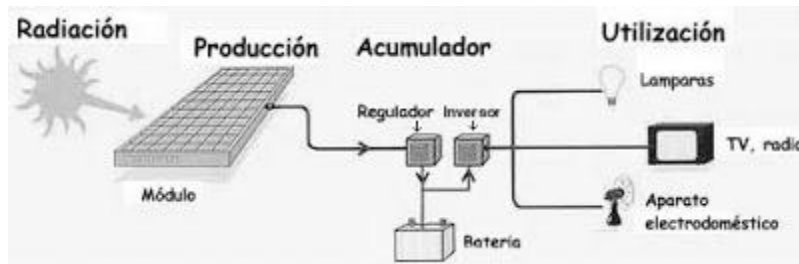 Radiación
Producción
Acumulador
Utilización
Regulador
Inversor
Lamparas
TV, radio
Módulo
Batería
Aparato
electrodoméstico